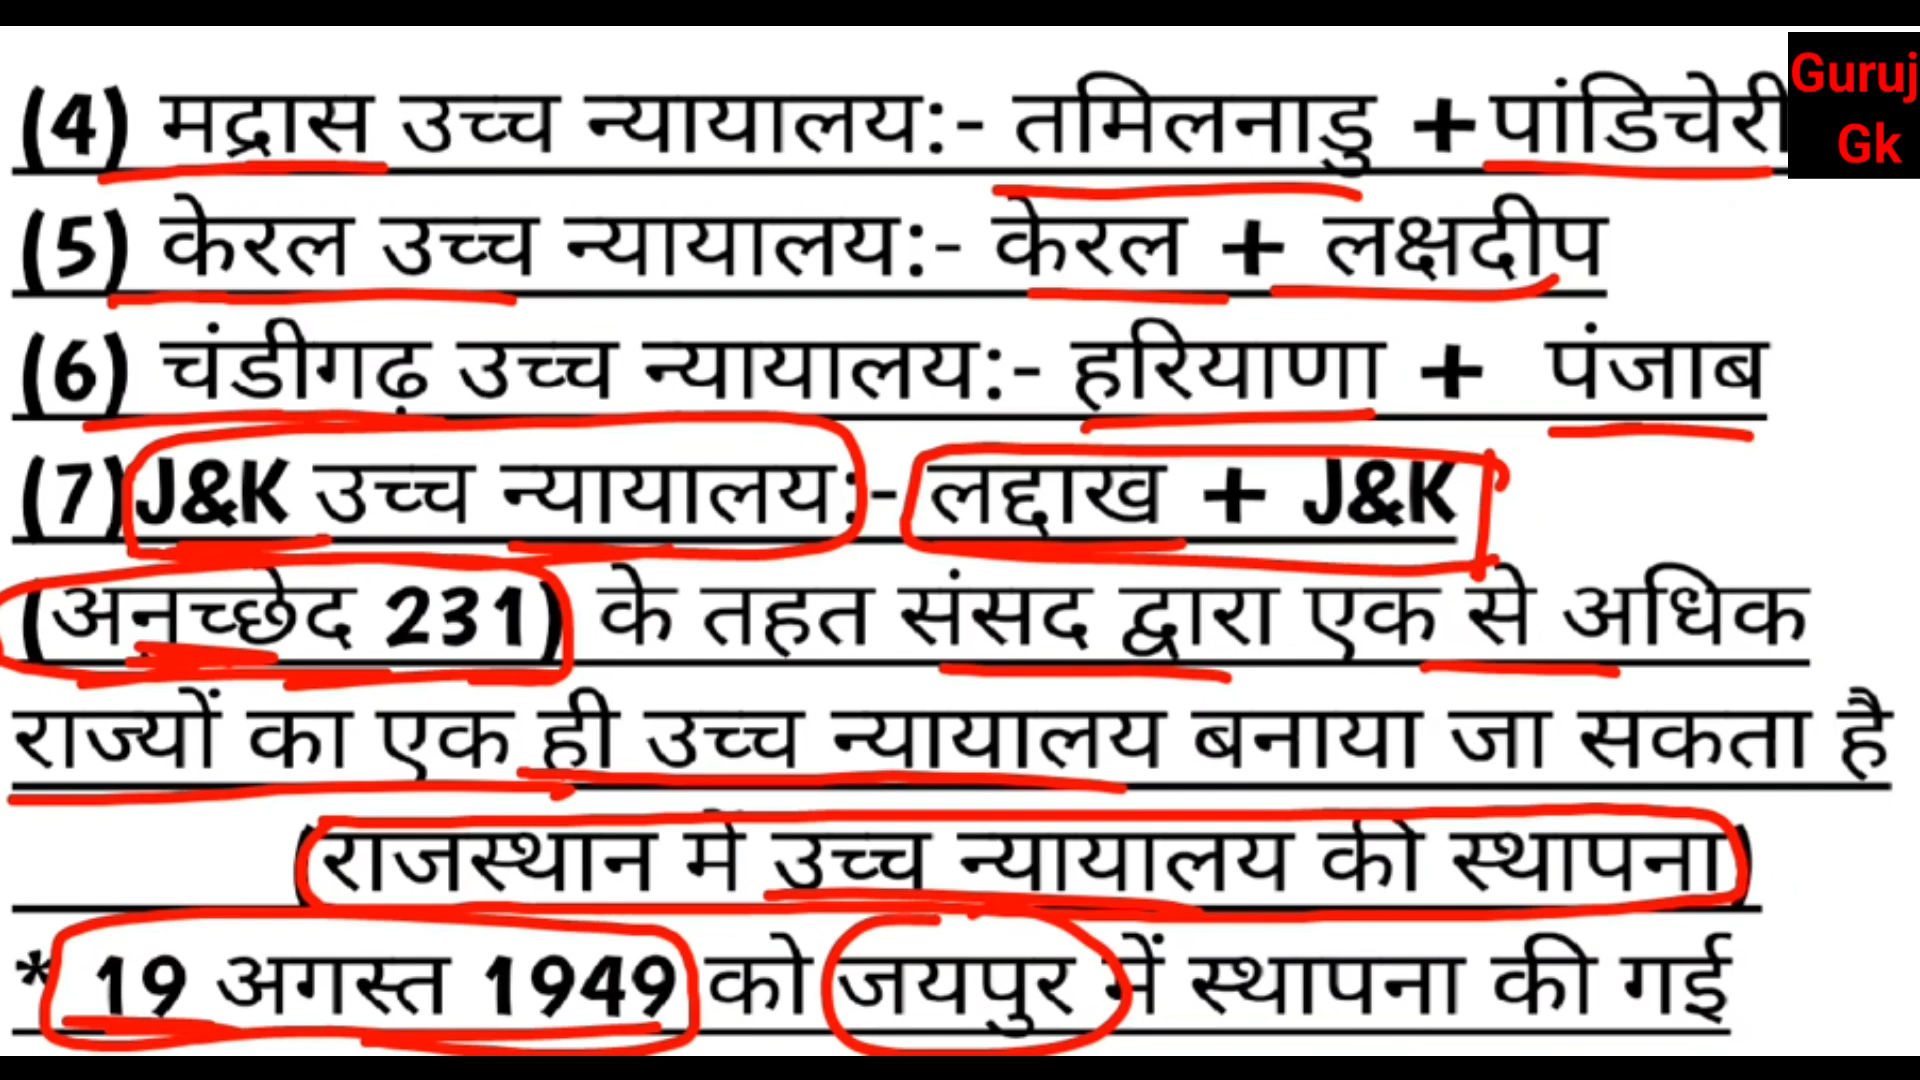 (4) मद्रास उच्च न्यायालय:- तमिलनाडु +पांडिचेरी
Guruj
Gk
(5) केरल उच्च न्यायालय:- केरल + लक्षदीप
(6) चंडीगढ़ उच्च न्यायालय:- हरियाणा + पंजाब
(7) J&K उच्च न्यायालय:- लद्दाख + J&K
(अनच्छेद 231) के तहत संसद द्वारा एक से अधिक
राज्यों का एक ही उच्च न्यायालय बनाया जा सकता है
(राजस्थान में उच्च न्यायालय की स्थापना)
* 19 अगस्त 1949 को जयपुर में स्थापना की गई